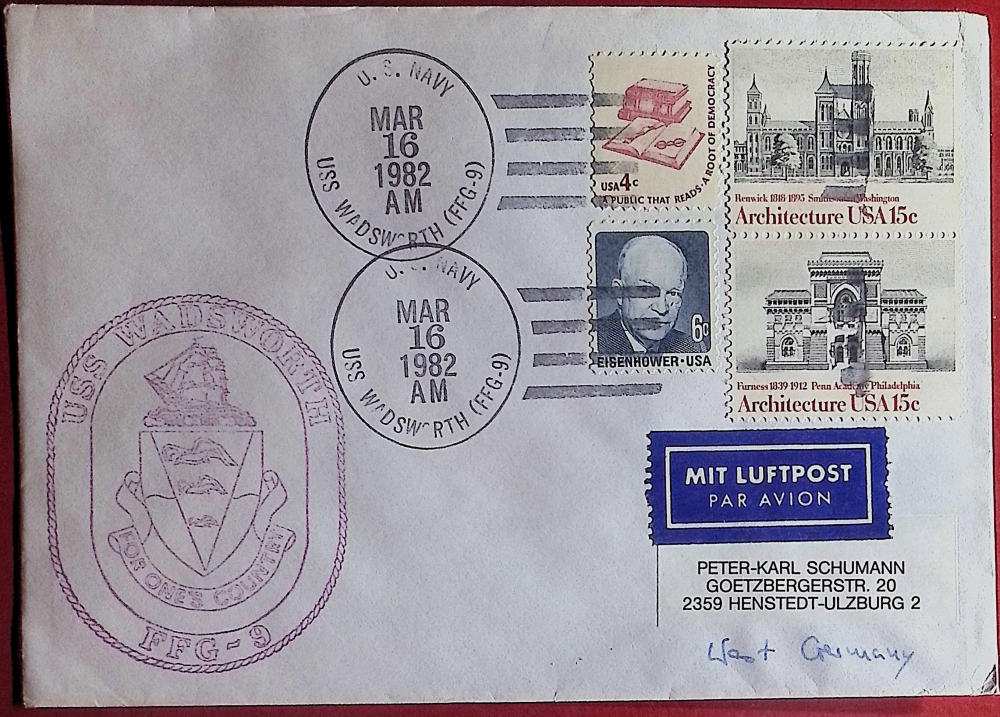 U. S. NAVY
MAR
16
1982
AM
USS WADSWORTH (FFG-9)
U. S. NAVY
MAR
16
1982
AM
USS WADSWORTH (FFG-9)
USA 4c
A PUBLIC THAT READS · A ROOT OF DEMOCRACY
Renwick 1818-1895 Smithsonian Washington
Architecture USA 15c
6c
EISENHOWER · USA
Furness 1839-1912 Penn Academy Philadelphia
Architecture USA 15c
USS WADSWORTH
FOR ONE'S COUNTRY
FFG-9
MIT LUFTPOST
PAR AVION
PETER-KARL SCHUMANN
GOETZBERGERSTR. 20
2359 HENSTEDT-ULZBURG 2
West Germany